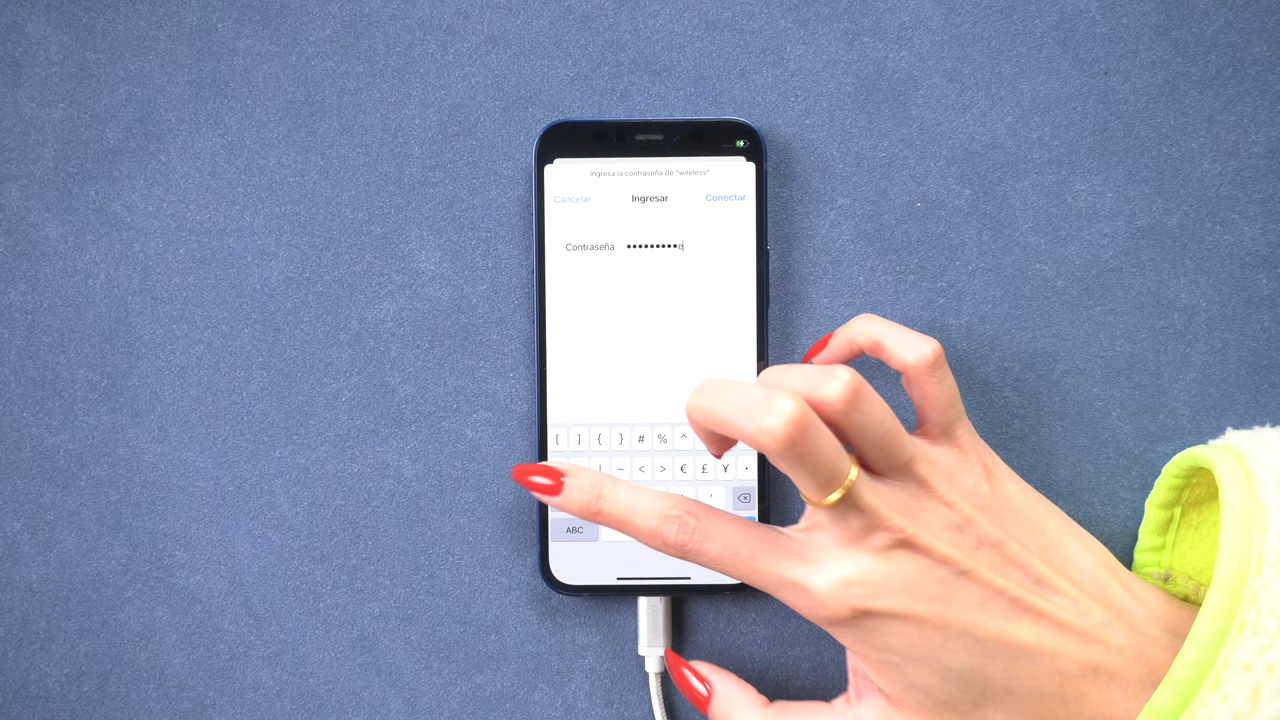 Ingresa la contraseña de "wireless"
Cancelar Ingresar Conectar
Contraseña •••••••••e
[ ] { } # % ^
~ < > € £ ¥ •
ABC